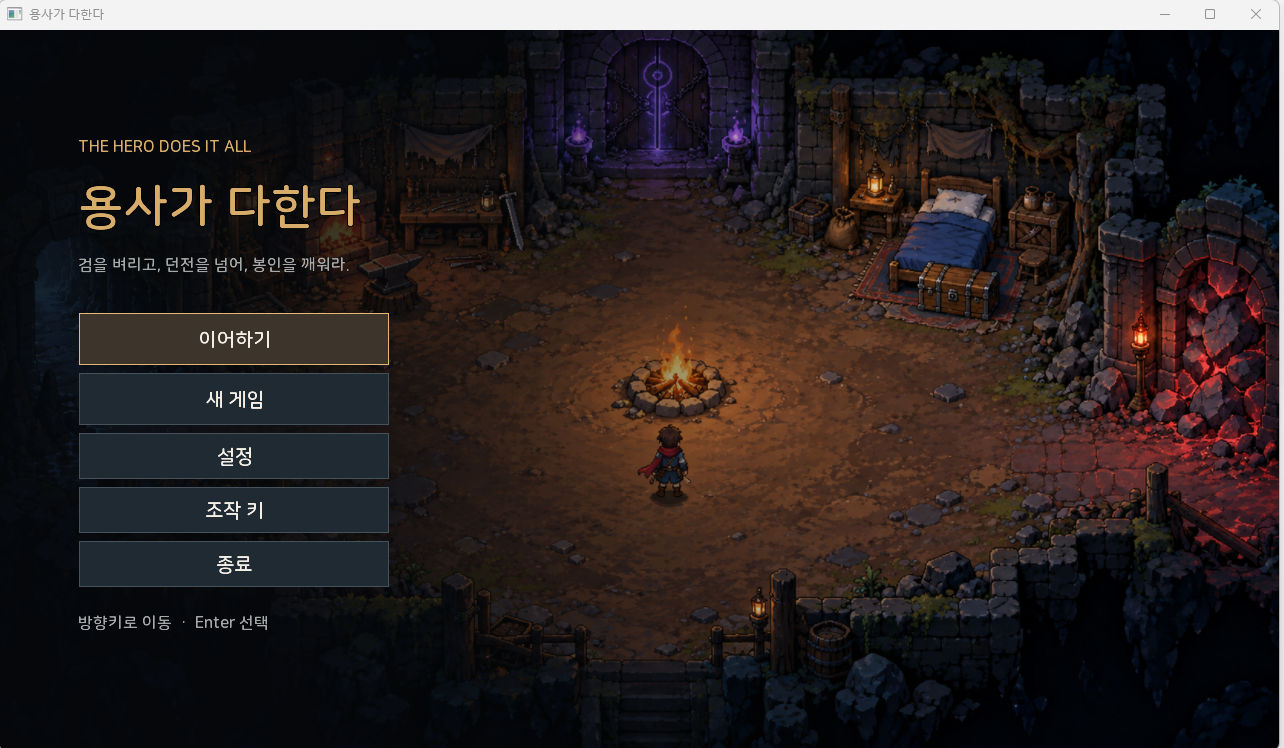 용사가 다한다
THE HERO DOES IT ALL
용사가 다한다
검을 벼리고, 던전을 넘어, 봉인을 깨워라.
이어하기
새 게임
설정
조작 키
종료
방향키로 이동 · Enter 선택